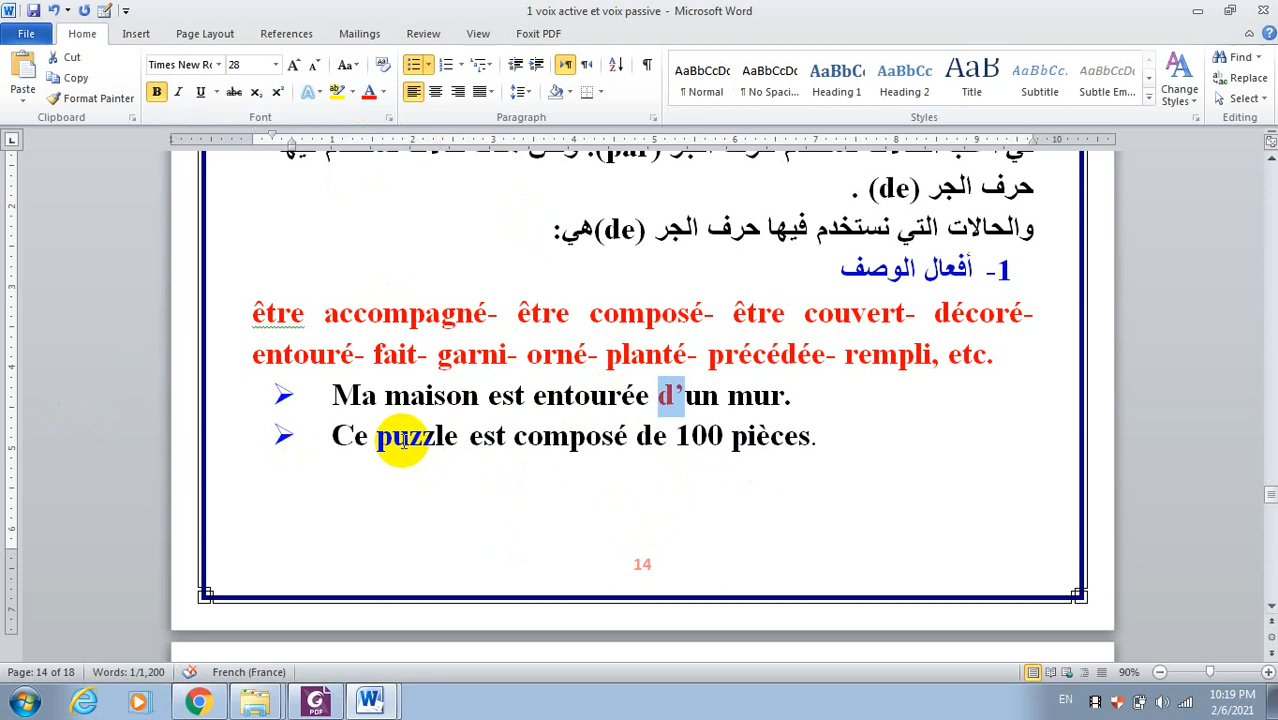 1 voix active et voix passive - Microsoft Word
File Home Insert Page Layout References Mailings Review View Foxit PDF
Cut
Copy
Format Painter
Paste
Clipboard
Times New Ro 28
Font
Paragraph
AaBbCcDc AaBbCcDc AaBbC AaBbCc AaB AaBbCcL AaBbCcDc
¶ Normal ¶ No Spaci... Heading 1 Heading 2 Title Subtitle Subtle Em...
Styles
Change Styles
Find
Replace
Select
Editing
حرف الجر (de) .
والحالات التي نستخدم فيها حرف الجر (de)هي:
1- أفعال الوصف
être accompagné- être composé- être couvert- décoré-
entouré- fait- garni- orné- planté- précédée- rempli, etc.
Ma maison est entourée d’un mur.
Ce puzzle est composé de 100 pièces.
14
Page: 14 of 18 Words: 1/1,200 French (France) 90%
EN 10:19 PM
2/6/2021